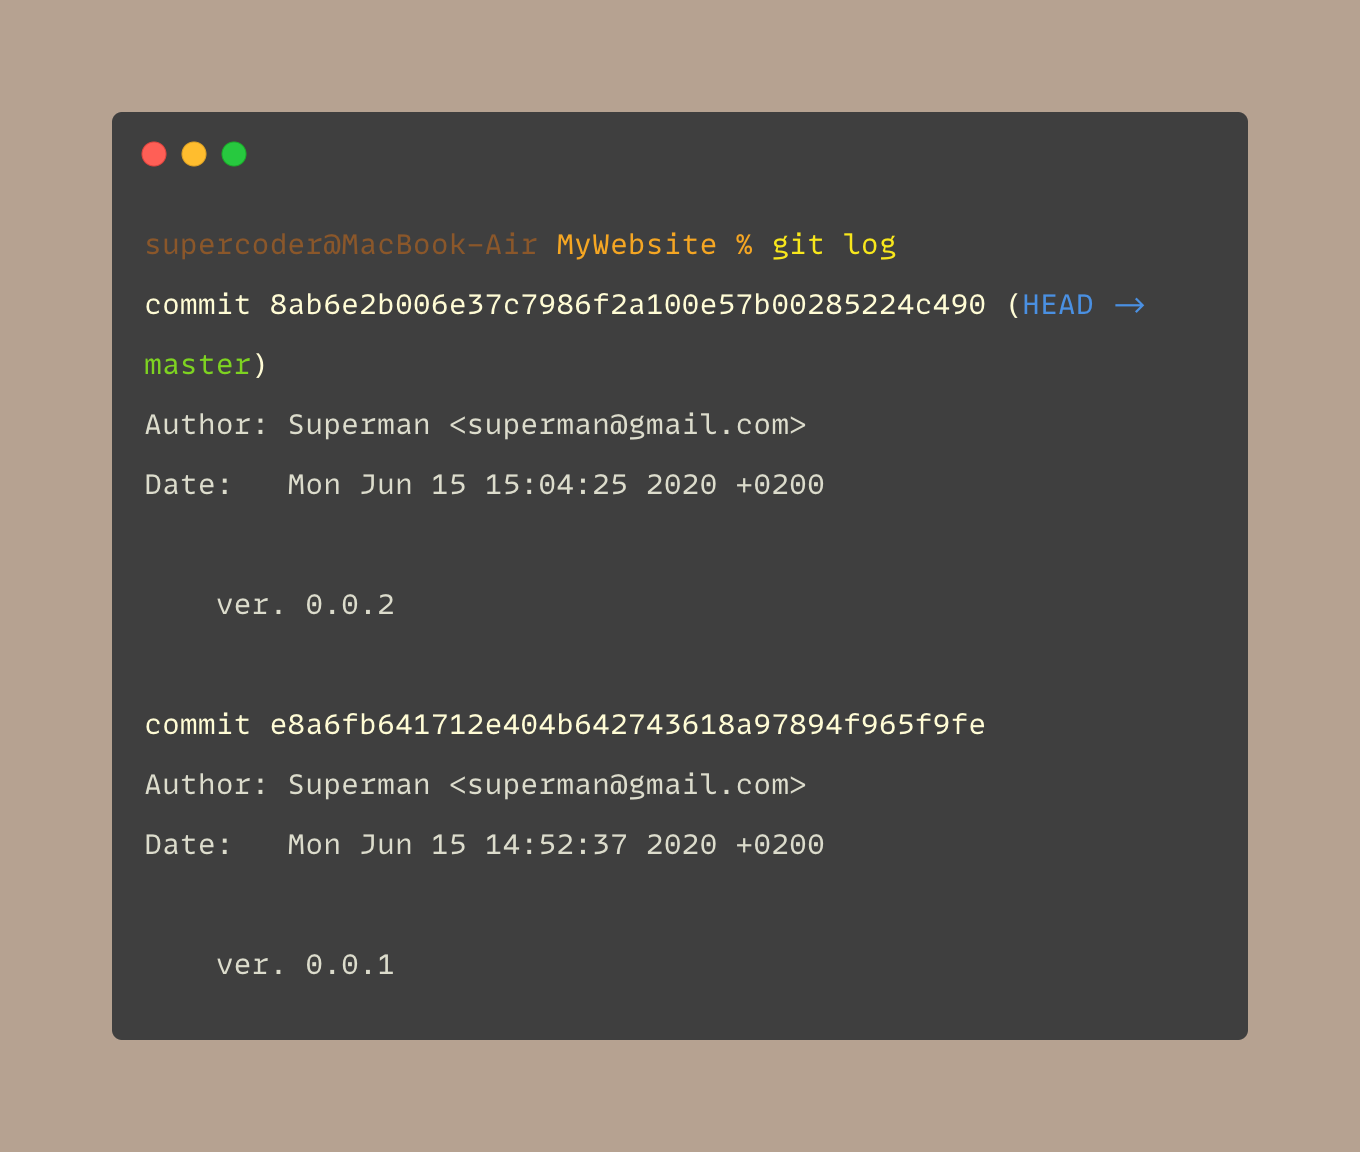 supercoder@MacBook-Air MyWebsite % git log
commit 8ab6e2b006e37c7986f2a100e57b00285224c490 (HEAD ->
master)
Author: Superman <superman@gmail.com>
Date:   Mon Jun 15 15:04:25 2020 +0200
ver. 0.0.2
commit e8a6fb641712e404b642743618a97894f965f9fe
Author: Superman <superman@gmail.com>
Date:   Mon Jun 15 14:52:37 2020 +0200
ver. 0.0.1